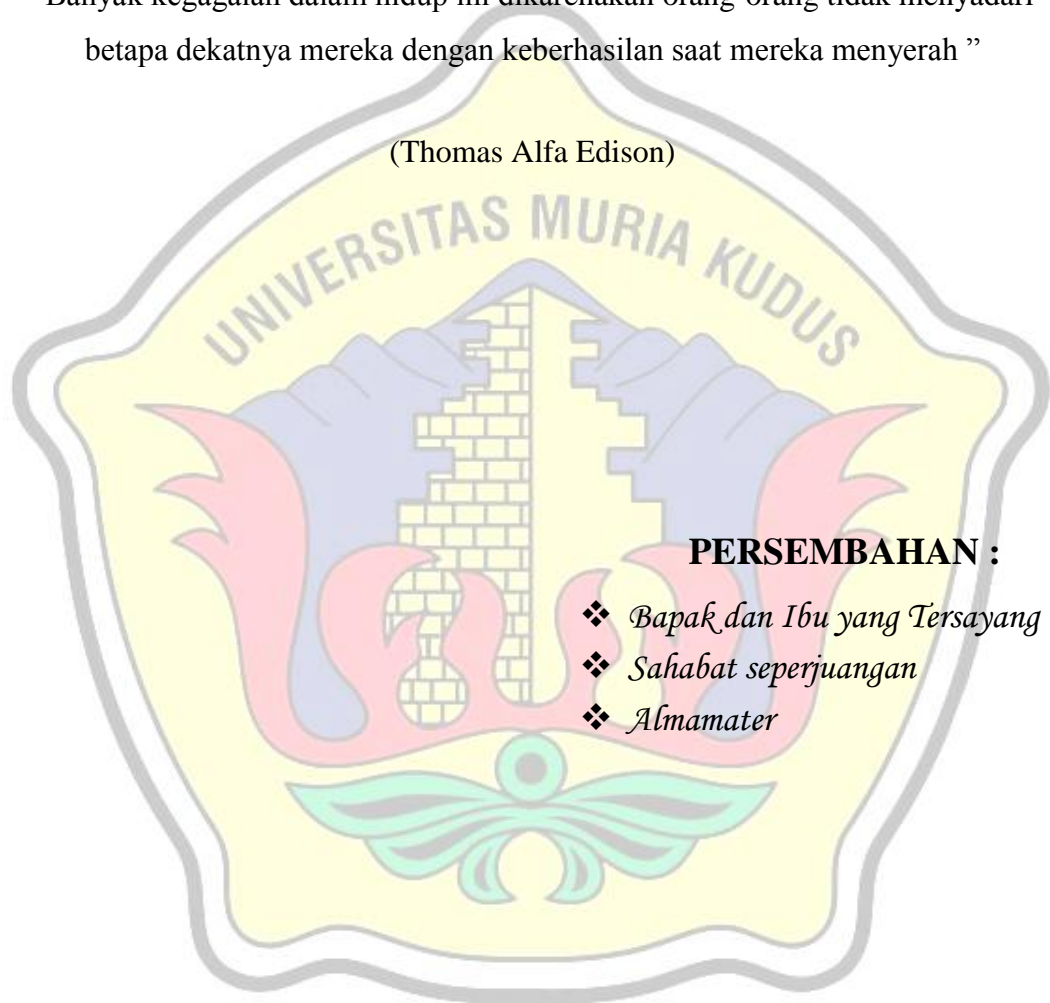 Banyak kegagalan dalam hidup ini dikarenakan orang-orang tidak menyadari
betapa dekatnya mereka dengan keberhasilan saat mereka menyerah ”
(Thomas Alfa Edison)
UNIVERSITAS MURIA KUDUS
PERSEMBAHAN :
❖ Bapak dan Ibu yang Tersayang
❖ Sahabat seperjuangan
❖ Almamater